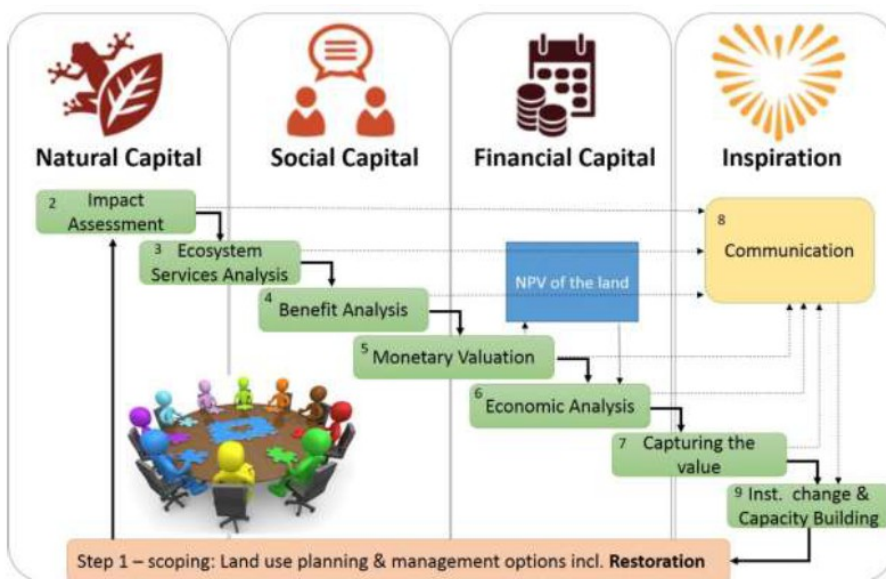 Natural Capital
Social Capital
Financial Capital
Inspiration
2 Impact
Assessment
3 Ecosystem
Services Analysis
4 Benefit Analysis
5 Monetary Valuation
NPV of the land
6 Economic Analysis
7 Capturing the
value
8
Communication
9 Inst. change &
Capacity Building
Step 1 – scoping: Land use planning & management options incl. Restoration